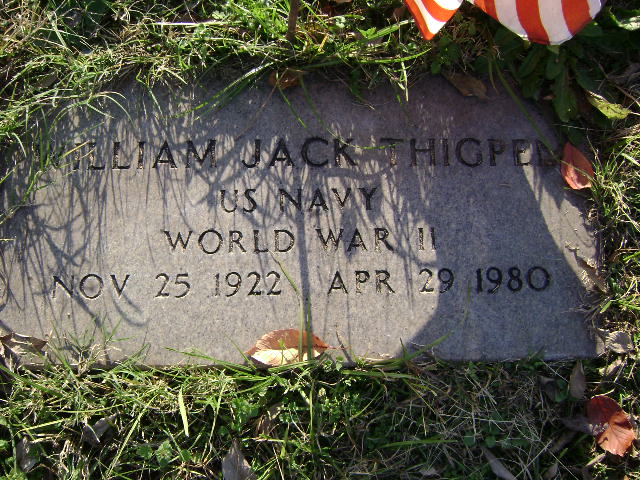 WILLIAM JACK THIGPEN
US NAVY
WORLD WAR II
NOV 25 1922 APR 29 1980